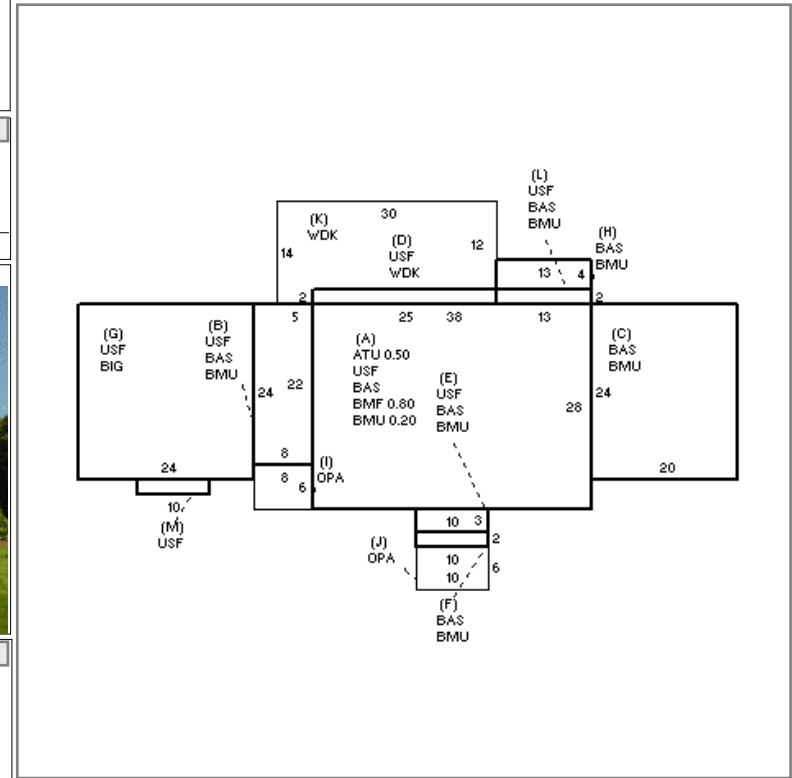 (L)
USF
BAS
BMU
(K)
WDK
30
(D)
USF
WDK
14
12
(H)
BAS
BMU
13
4
2
2
5
25
38
13
(G)
USF
BIG
(B)
USF
BAS
BMU
(A)
ATU 0.50
USF
BAS
BMF 0.80
BMU 0.20
(E)
USF
BAS
BMU
(C)
BAS
BMU
24
22
28
24
24
8
8
6
(I)
OPA
20
10
(M)
USF
10
3
2
(J)
OPA
10
10
6
(F)
BAS
BMU